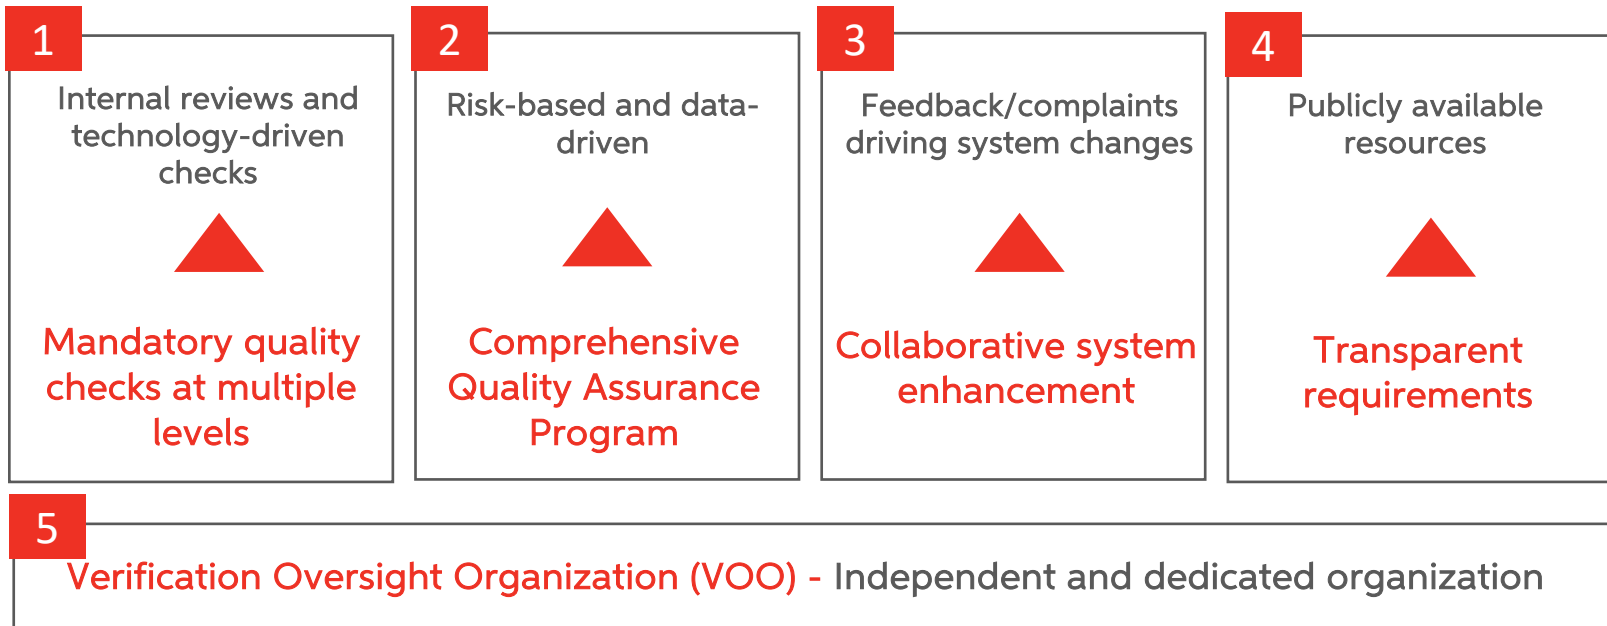 1
Internal reviews and
technology-driven
checks
Mandatory quality
checks at multiple
levels
2
Risk-based and data-
driven
Comprehensive
Quality Assurance
Program
3
Feedback/complaints
driving system changes
Collaborative system
enhancement
4
Publicly available
resources
Transparent
requirements
5
Verification Oversight Organization (VOO) - Independent and dedicated organization